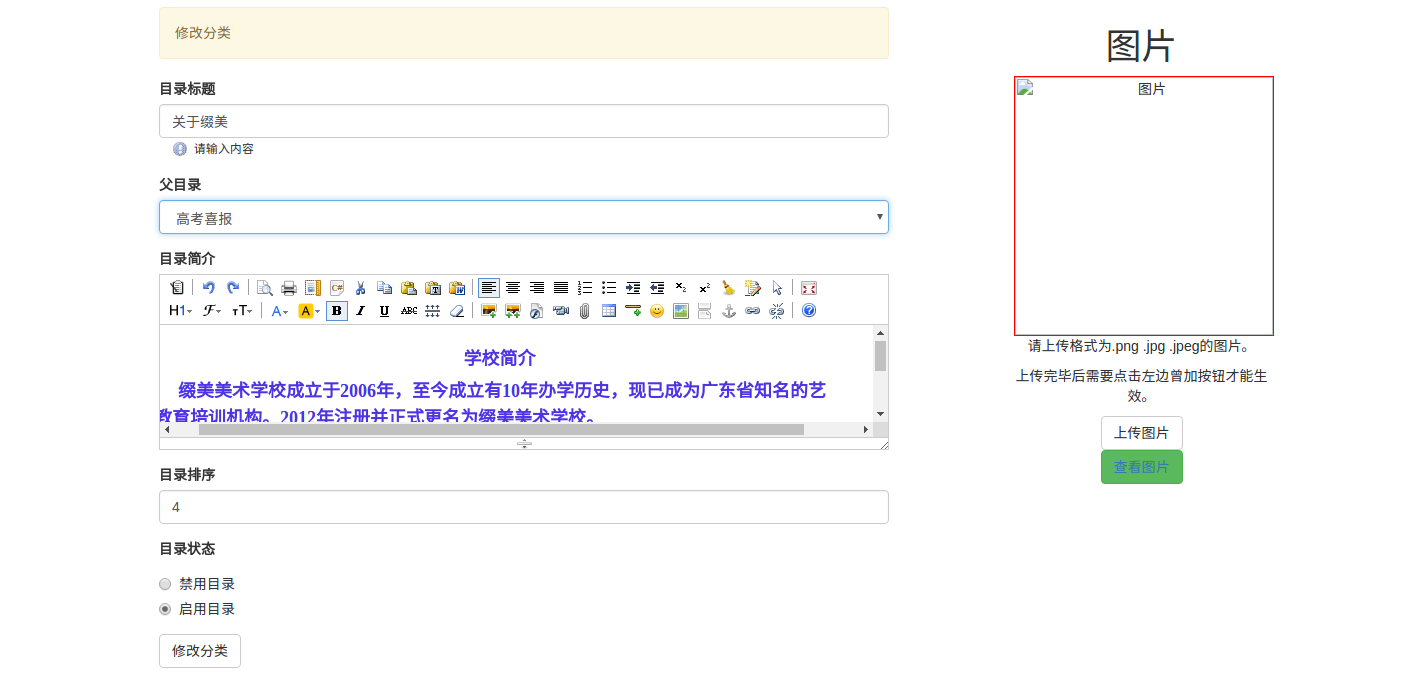 修改分类
目录标题
关于缀美
请输入内容
父目录
高考喜报
目录简介
学校简介
缀美美术学校成立于2006年，至今成立有10年办学历史，现已成为广东省知名的艺
教育培训机构。2012年注册并正式更名为缀美美术学校。
目录排序
4
目录状态
禁用目录
启用目录
修改分类
图片
图片
请上传格式为.png .jpg .jpeg的图片。
上传完毕后需要点击左边曾加按钮才能生
效。
上传图片
查看图片